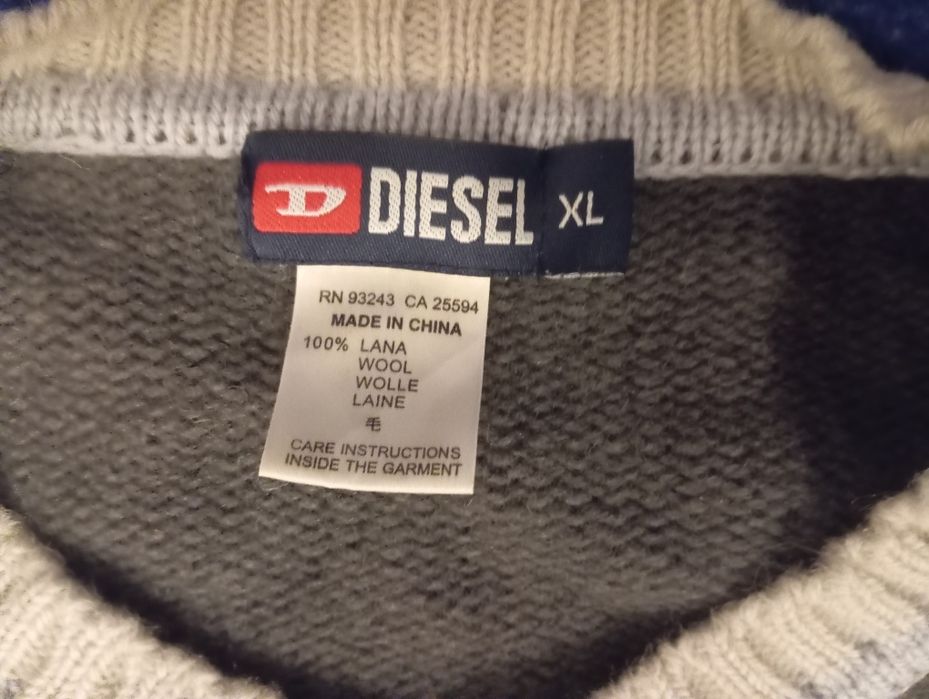 D DIESEL XL
RN 93243 CA 25594
MADE IN CHINA
100% LANA
WOOL
WOLLE
LAINE
毛
CARE INSTRUCTIONS
INSIDE THE GARMENT